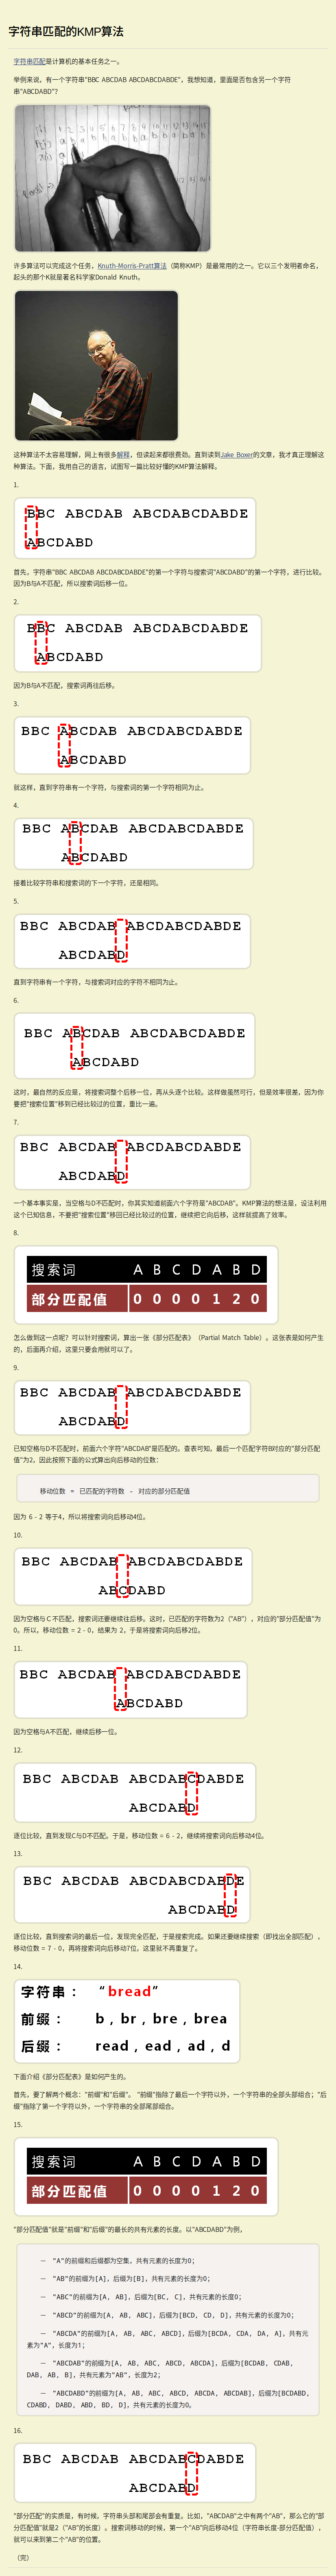 字符串匹配的KMP算法
字符串匹配是计算机的基本任务之一。
举例来说，有一个字符串"BBC ABCDAB ABCDABCDABDE"，我想知道，里面是否包含另一个字符
串"ABCDABD"？
许多算法可以完成这个任务，Knuth-Morris-Pratt算法（简称KMP）是最常用的之一。它以三个发明者命名，
起头的那个K就是著名科学家Donald Knuth。
这种算法不太容易理解，网上有很多解释，但读起来都很费劲。直到读到Jake Boxer的文章，我才真正理解这
种算法。下面，我用自己的语言，试图写一篇比较好懂的KMP算法解释。
1.
BBC ABCDAB ABCDABCDABDE
ABCDABD
首先，字符串"BBC ABCDAB ABCDABCDABDE"的第一个字符与搜索词"ABCDABD"的第一个字符，进行比较。
因为B与A不匹配，所以搜索词后移一位。
2.
BBC ABCDAB ABCDABCDABDE
ABCDABD
因为B与A不匹配，搜索词再往后移。
3.
BBC ABCDAB ABCDABCDABDE
ABCDABD
就这样，直到字符串有一个字符，与搜索词的第一个字符相同为止。
4.
BBC ABCDAB ABCDABCDABDE
ABCDABD
接着比较字符串和搜索词的下一个字符，还是相同。
5.
BBC ABCDAB ABCDABCDABDE
ABCDABD
直到字符串有一个字符，与搜索词对应的字符不相同为止。
6.
BBC ABCDAB ABCDABCDABDE
ABCDABD
这时，最自然的反应是，将搜索词整个后移一位，再从头逐个比较。这样做虽然可行，但是效率很差，因为你
要把"搜索位置"移到已经比较过的位置，重比一遍。
7.
BBC ABCDAB ABCDABCDABDE
ABCDABD
一个基本事实是，当空格与D不匹配时，你其实知道前面六个字符是"ABCDAB"。KMP算法的想法是，设法利用
这个已知信息，不要把"搜索位置"移回已经比较过的位置，继续把它向后移，这样就提高了效率。
8.
搜索词 A B C D A B D
部分匹配值 0 0 0 0 1 2 0
怎么做到这一点呢？可以针对搜索词，算出一张《部分匹配表》（Partial Match Table）。这张表是如何产生
的，后面再介绍，这里只要会用就可以了。
9.
BBC ABCDAB ABCDABCDABDE
ABCDABD
已知空格与D不匹配时，前面六个字符"ABCDAB"是匹配的。查表可知，最后一个匹配字符B对应的"部分匹配
值"为2，因此按照下面的公式算出向后移动的位数：
移动位数 = 已匹配的字符数 - 对应的部分匹配值
因为 6 - 2 等于4，所以将搜索词向后移动4位。
10.
BBC ABCDAB ABCDABCDABDE
ABCDABD
因为空格与Ｃ不匹配，搜索词还要继续往后移。这时，已匹配的字符数为2（"AB"），对应的"部分匹配值"为
0。所以，移动位数 = 2 - 0，结果为 2，于是将搜索词向后移2位。
11.
BBC ABCDAB ABCDABCDABDE
ABCDABD
因为空格与A不匹配，继续后移一位。
12.
BBC ABCDAB ABCDABCDABDE
ABCDABD
逐位比较，直到发现C与D不匹配。于是，移动位数 = 6 - 2，继续将搜索词向后移动4位。
13.
BBC ABCDAB ABCDABCDABDE
ABCDABD
逐位比较，直到搜索词的最后一位，发现完全匹配，于是搜索完成。如果还要继续搜索（即找出全部匹配），
移动位数 = 7 - 0，再将搜索词向后移动7位，这里就不再重复了。
14.
字符串： “bread”
前缀： b , br , bre , brea
后缀： read , ead , ad , d
下面介绍《部分匹配表》是如何产生的。
首先，要了解两个概念："前缀"和"后缀"。 "前缀"指除了最后一个字符以外，一个字符串的全部头部组合；"后
缀"指除了第一个字符以外，一个字符串的全部尾部组合。
15.
搜索词 A B C D A B D
部分匹配值 0 0 0 0 1 2 0
"部分匹配值"就是"前缀"和"后缀"的最长的共有元素的长度。以"ABCDABD"为例，
－ "A"的前缀和后缀都为空集，共有元素的长度为0；
－ "AB"的前缀为[A]，后缀为[B]，共有元素的长度为0；
－ "ABC"的前缀为[A, AB]，后缀为[BC, C]，共有元素的长度0；
－ "ABCD"的前缀为[A, AB, ABC]，后缀为[BCD, CD, D]，共有元素的长度为0；
－ "ABCDA"的前缀为[A, AB, ABC, ABCD]，后缀为[BCDA, CDA, DA, A]，共有元
素为"A"，长度为1；
－ "ABCDAB"的前缀为[A, AB, ABC, ABCD, ABCDA]，后缀为[BCDAB, CDAB,
DAB, AB, B]，共有元素为"AB"，长度为2；
－ "ABCDABD"的前缀为[A, AB, ABC, ABCD, ABCDA, ABCDAB]，后缀为[BCDABD,
CDABD, DABD, ABD, BD, D]，共有元素的长度为0。
16.
BBC ABCDAB ABCDABCDABDE
ABCDABD
"部分匹配"的实质是，有时候，字符串头部和尾部会有重复。比如，"ABCDAB"之中有两个"AB"，那么它的"部
分匹配值"就是2（"AB"的长度）。搜索词移动的时候，第一个"AB"向后移动4位（字符串长度-部分匹配值），
就可以来到第二个"AB"的位置。
（完）